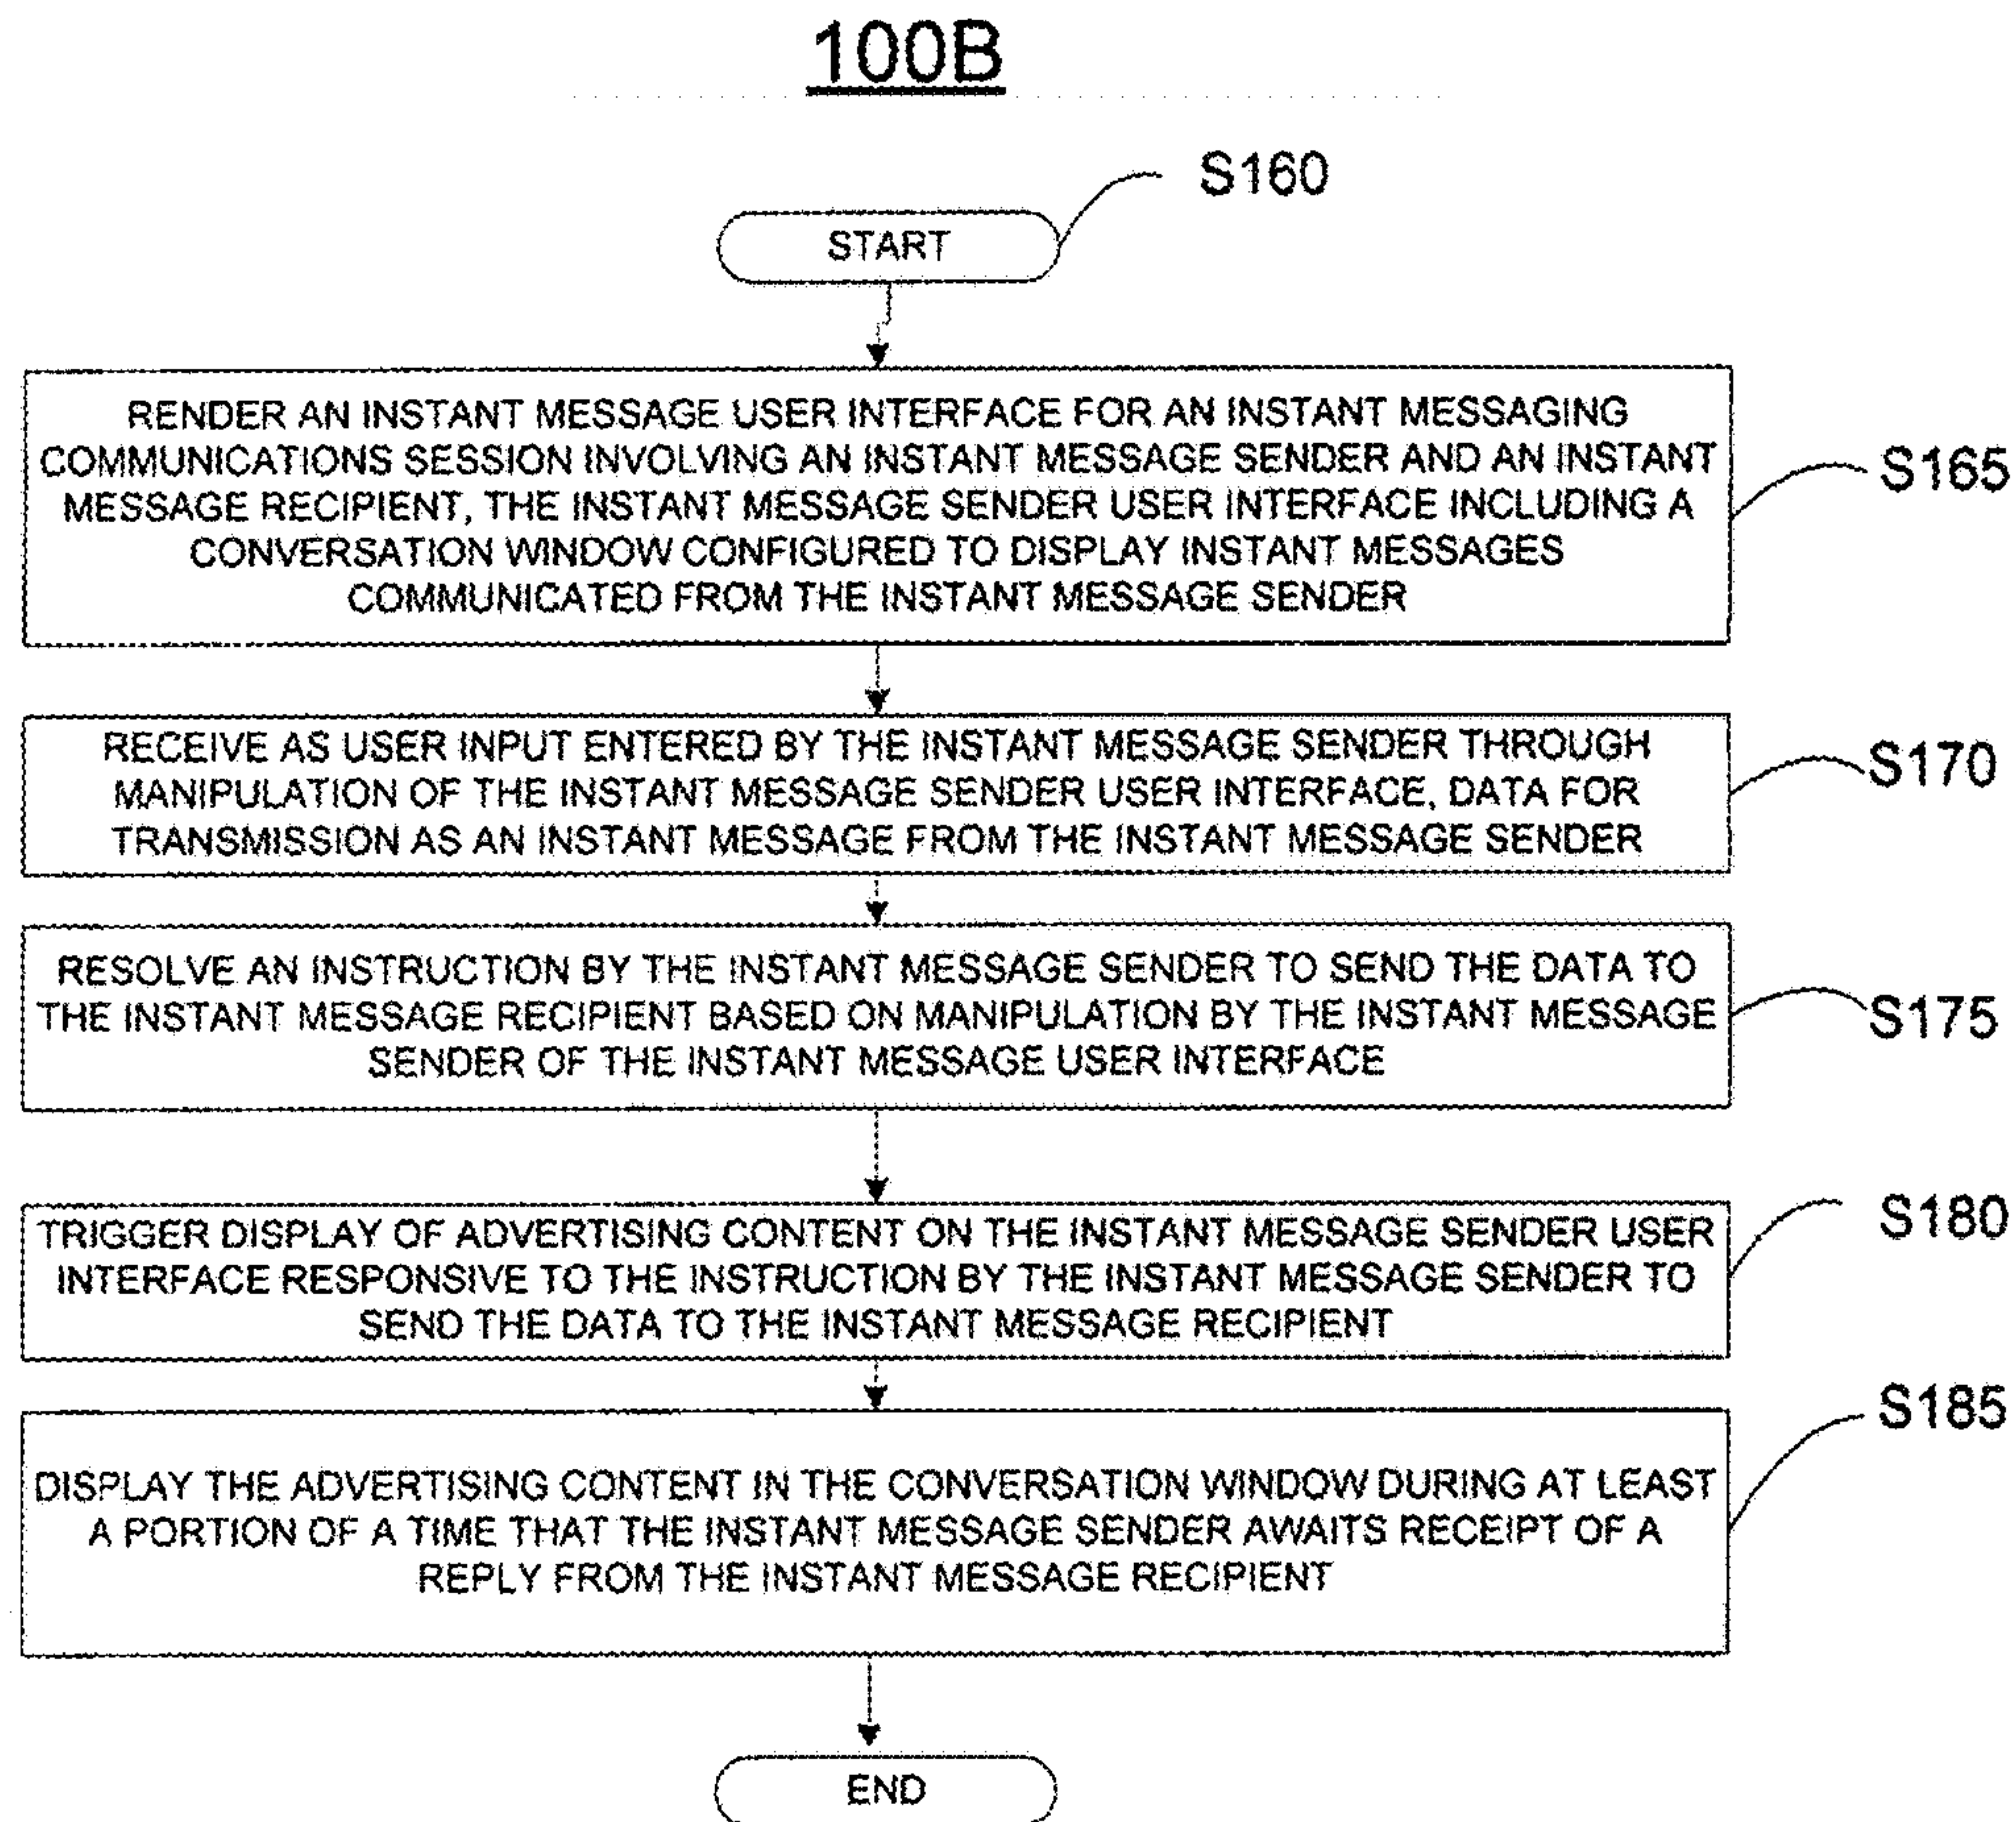 100B
S160
START
RENDER AN INSTANT MESSAGE USER INTERFACE FOR AN INSTANT MESSAGING
COMMUNICATIONS SESSION INVOLVING AN INSTANT MESSAGE SENDER AND AN INSTANT
MESSAGE RECIPIENT, THE INSTANT MESSAGE SENDER USER INTERFACE INCLUDING A
CONVERSATION WINDOW CONFIGURED TO DISPLAY INSTANT MESSAGES
COMMUNICATED FROM THE INSTANT MESSAGE SENDER
S165
RECEIVE AS USER INPUT ENTERED BY THE INSTANT MESSAGE SENDER THROUGH
MANIPULATION OF THE INSTANT MESSAGE SENDER USER INTERFACE, DATA FOR
TRANSMISSION AS AN INSTANT MESSAGE FROM THE INSTANT MESSAGE SENDER
S170
RESOLVE AN INSTRUCTION BY THE INSTANT MESSAGE SENDER TO SEND THE DATA TO
THE INSTANT MESSAGE RECIPIENT BASED ON MANIPULATION BY THE INSTANT MESSAGE
SENDER OF THE INSTANT MESSAGE USER INTERFACE
S175
TRIGGER DISPLAY OF ADVERTISING CONTENT ON THE INSTANT MESSAGE SENDER USER
INTERFACE RESPONSIVE TO THE INSTRUCTION BY THE INSTANT MESSAGE SENDER TO
SEND THE DATA TO THE INSTANT MESSAGE RECIPIENT
S180
DISPLAY THE ADVERTISING CONTENT IN THE CONVERSATION WINDOW DURING AT LEAST
A PORTION OF A TIME THAT THE INSTANT MESSAGE SENDER AWAITS RECEIPT OF A
REPLY FROM THE INSTANT MESSAGE RECIPIENT
S185
END